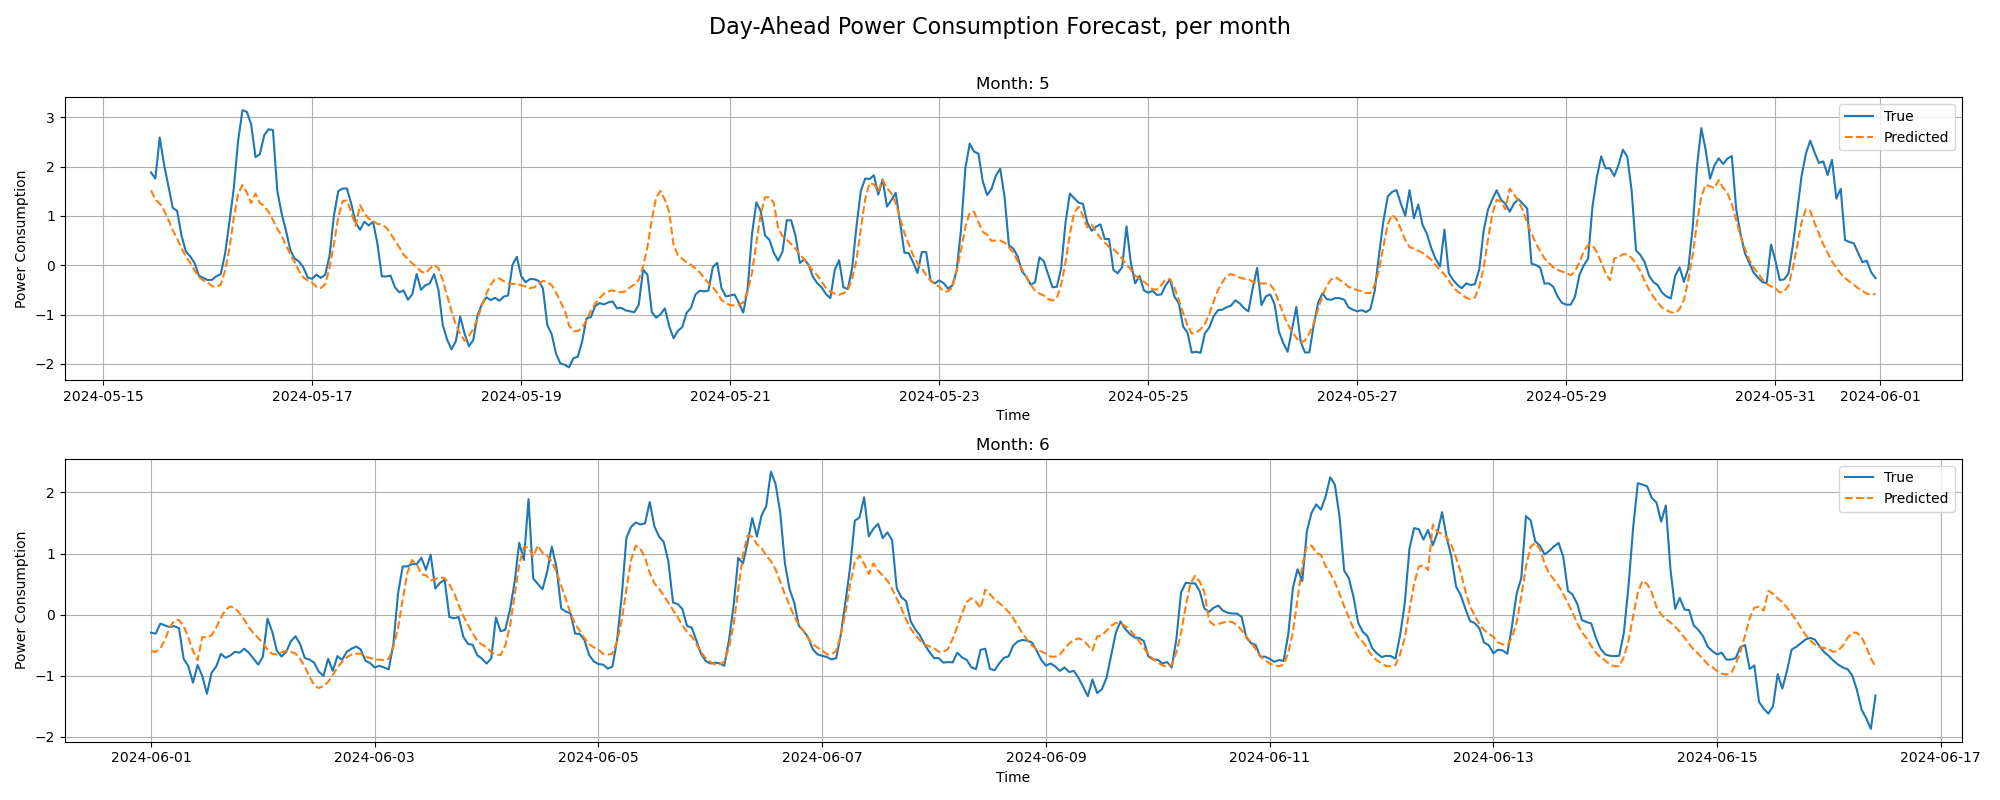 Day-Ahead Power Consumption Forecast, per month
Month: 5
Power Consumption
3
2
1
0
−1
−2
True
Predicted
2024-05-15 2024-05-17 2024-05-19 2024-05-21 2024-05-23 2024-05-25 2024-05-27 2024-05-29 2024-05-31 2024-06-01
Time
Month: 6
Power Consumption
2
1
0
−1
−2
True
Predicted
2024-06-01 2024-06-03 2024-06-05 2024-06-07 2024-06-09 2024-06-11 2024-06-13 2024-06-15 2024-06-17
Time